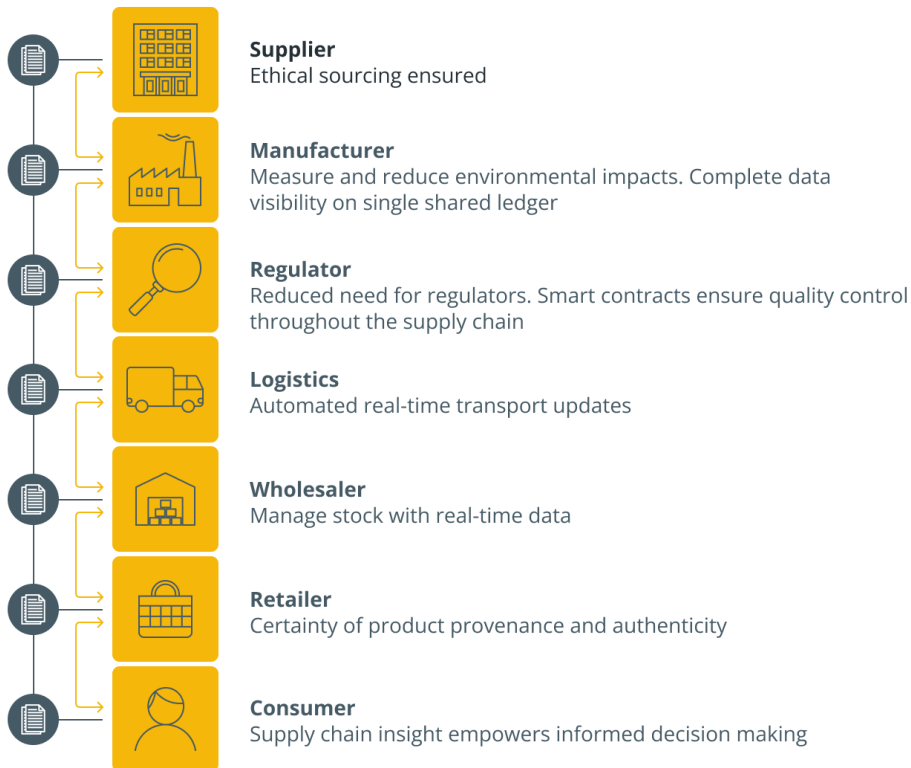 Supplier
Ethical sourcing ensured
Manufacturer
Measure and reduce environmental impacts. Complete data
visibility on single shared ledger
Regulator
Reduced need for regulators. Smart contracts ensure quality control
throughout the supply chain
Logistics
Automated real-time transport updates
Wholesaler
Manage stock with real-time data
Retailer
Certainty of product provenance and authenticity
Consumer
Supply chain insight empowers informed decision making